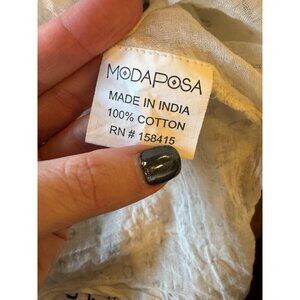 MODAPOSA
MADE IN INDIA
100% COTTON
RN # 158415